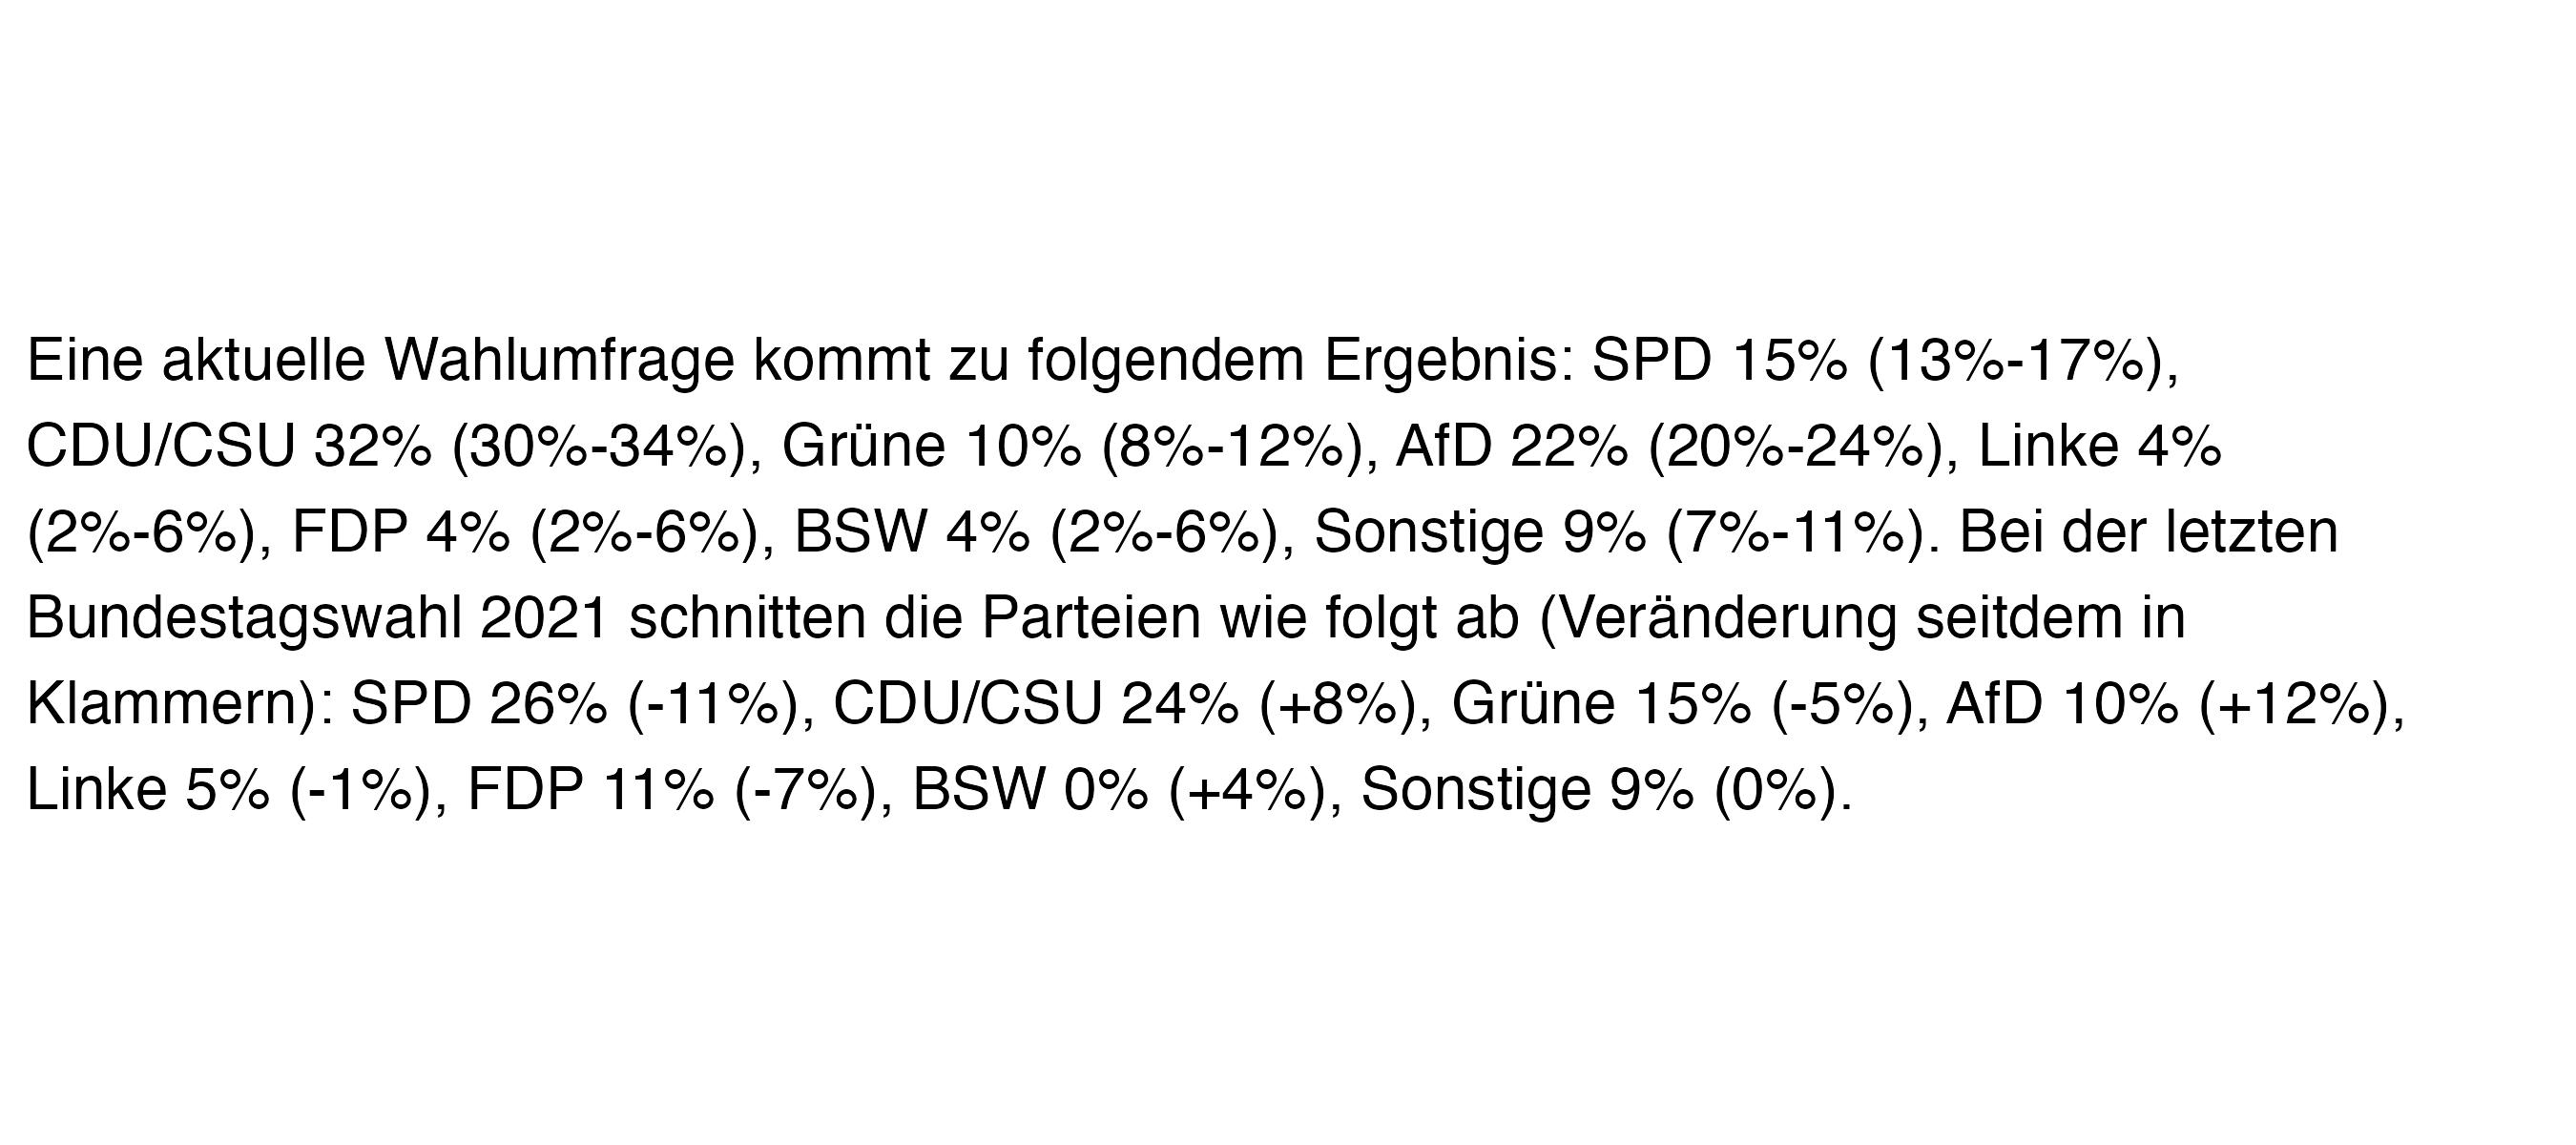 Eine aktuelle Wahlumfrage kommt zu folgendem Ergebnis: SPD 15% (13%-17%),
CDU/CSU 32% (30%-34%), Grüne 10% (8%-12%), AfD 22% (20%-24%), Linke 4%
(2%-6%), FDP 4% (2%-6%), BSW 4% (2%-6%), Sonstige 9% (7%-11%). Bei der letzten
Bundestagswahl 2021 schnitten die Parteien wie folgt ab (Veränderung seitdem in
Klammern): SPD 26% (-11%), CDU/CSU 24% (+8%), Grüne 15% (-5%), AfD 10% (+12%),
Linke 5% (-1%), FDP 11% (-7%), BSW 0% (+4%), Sonstige 9% (0%).